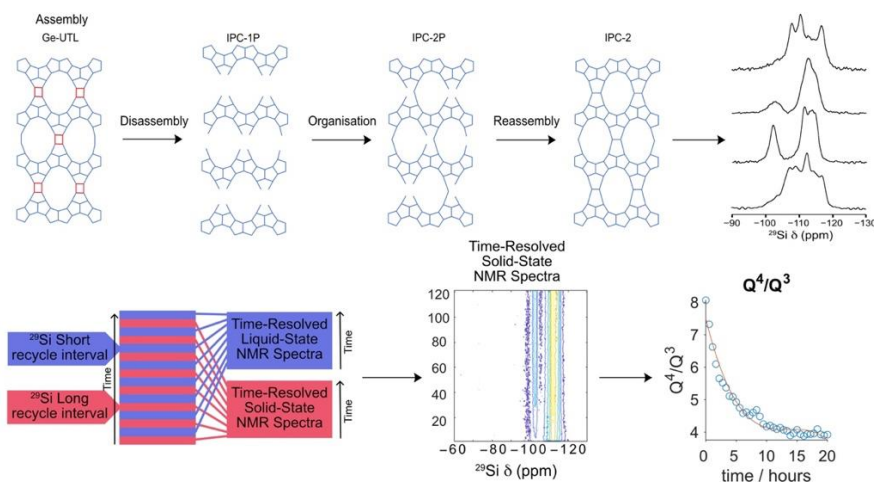 Assembly
Ge-UTL
IPC-1P
IPC-2P
IPC-2
Disassembly
Organisation
Reassembly
-90 -100 -110 -120 -130
²⁹Si δ (ppm)
²⁹Si Short
recycle interval
²⁹Si Long
recycle interval
Time
Time-Resolved
Liquid-State
NMR Spectra
Time
Time-Resolved
Solid-State
NMR Spectra
Time
Time-Resolved
Solid-State
NMR Spectra
120
100
80
60
40
20
-60 -80 -100 -120
²⁹Si δ (ppm)
Q⁴/Q³
Q⁴/Q³
8
7
6
5
4
0 5 10 15 20
time / hours